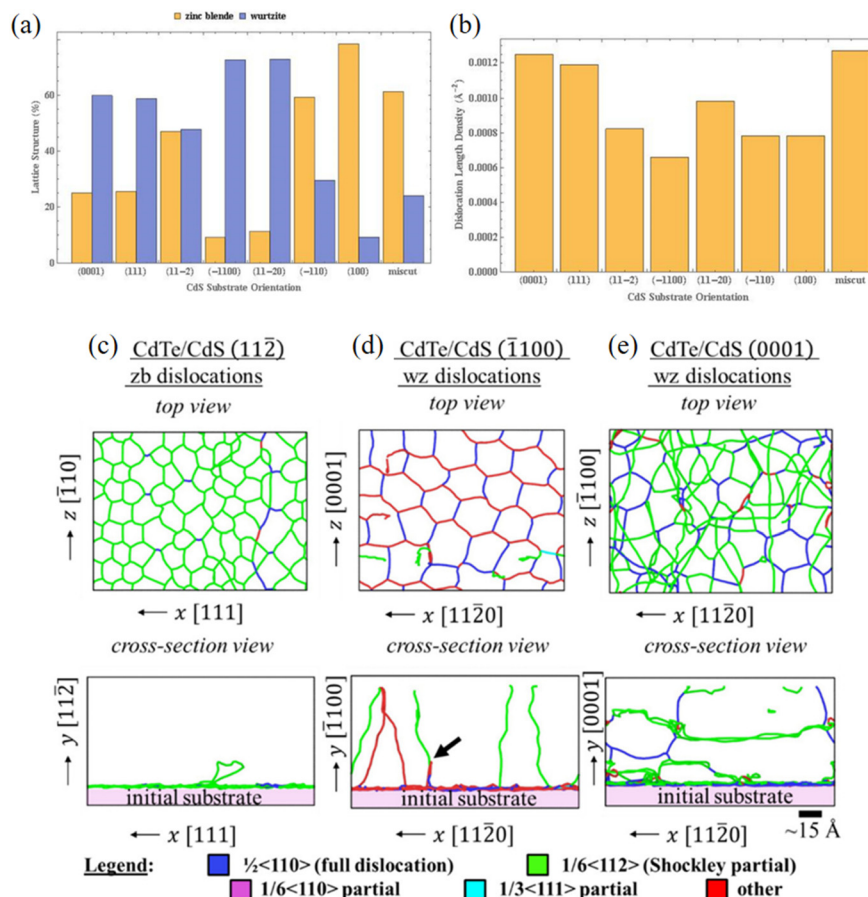 (a)
zinc blende wurtzite
Lattice Structure (%)
60
40
20
0
(0001) (111) (11−2) (−1100) (11−20) (−110) (100) miscut
CdS Substrate Orientation
(b)
Dislocation Length Density (Å⁻²)
0.0012
0.0010
0.0008
0.0006
0.0004
0.0002
0.0000
(0001) (111) (11−2) (−1100) (11−20) (−110) (100) miscut
CdS Substrate Orientation
(c) CdTe/CdS (112̅)
zb dislocations
top view
z [1̅10]
x [111]
cross-section view
y [112̅]
initial substrate
x [111]
(d) CdTe/CdS (1̅100)
wz dislocations
top view
z [0001]
x [112̅0]
cross-section view
y [1̅100]
initial substrate
x [112̅0]
(e) CdTe/CdS (0001)
wz dislocations
top view
z [1̅100]
x [112̅0]
cross-section view
y [0001]
initial substrate
x [112̅0]
~15 Å
Legend: ½<110> (full dislocation) 1/6<112> (Shockley partial)
1/6<110> partial 1/3<111> partial other